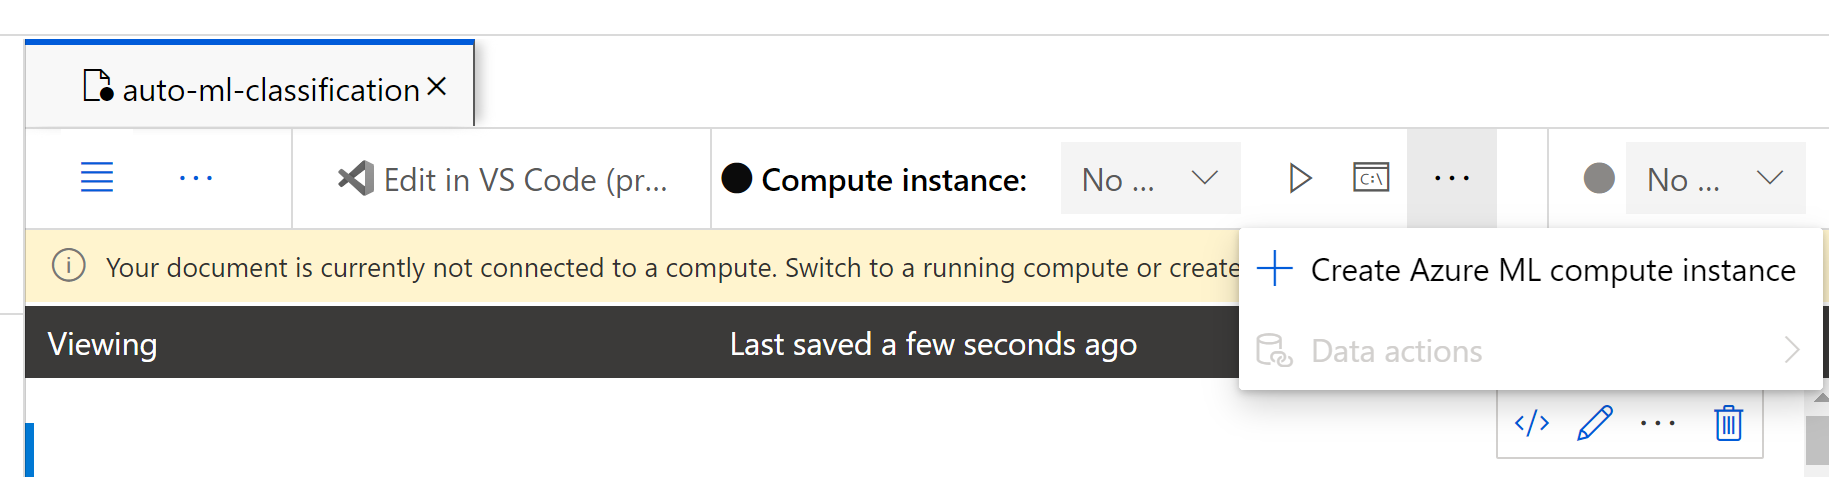 auto-ml-classification
Edit in VS Code (pr...
Compute instance:
No ...
C:\
...
No ...
Your document is currently not connected to a compute. Switch to a running compute or create
Create Azure ML compute instance
Viewing
Last saved a few seconds ago
Data actions